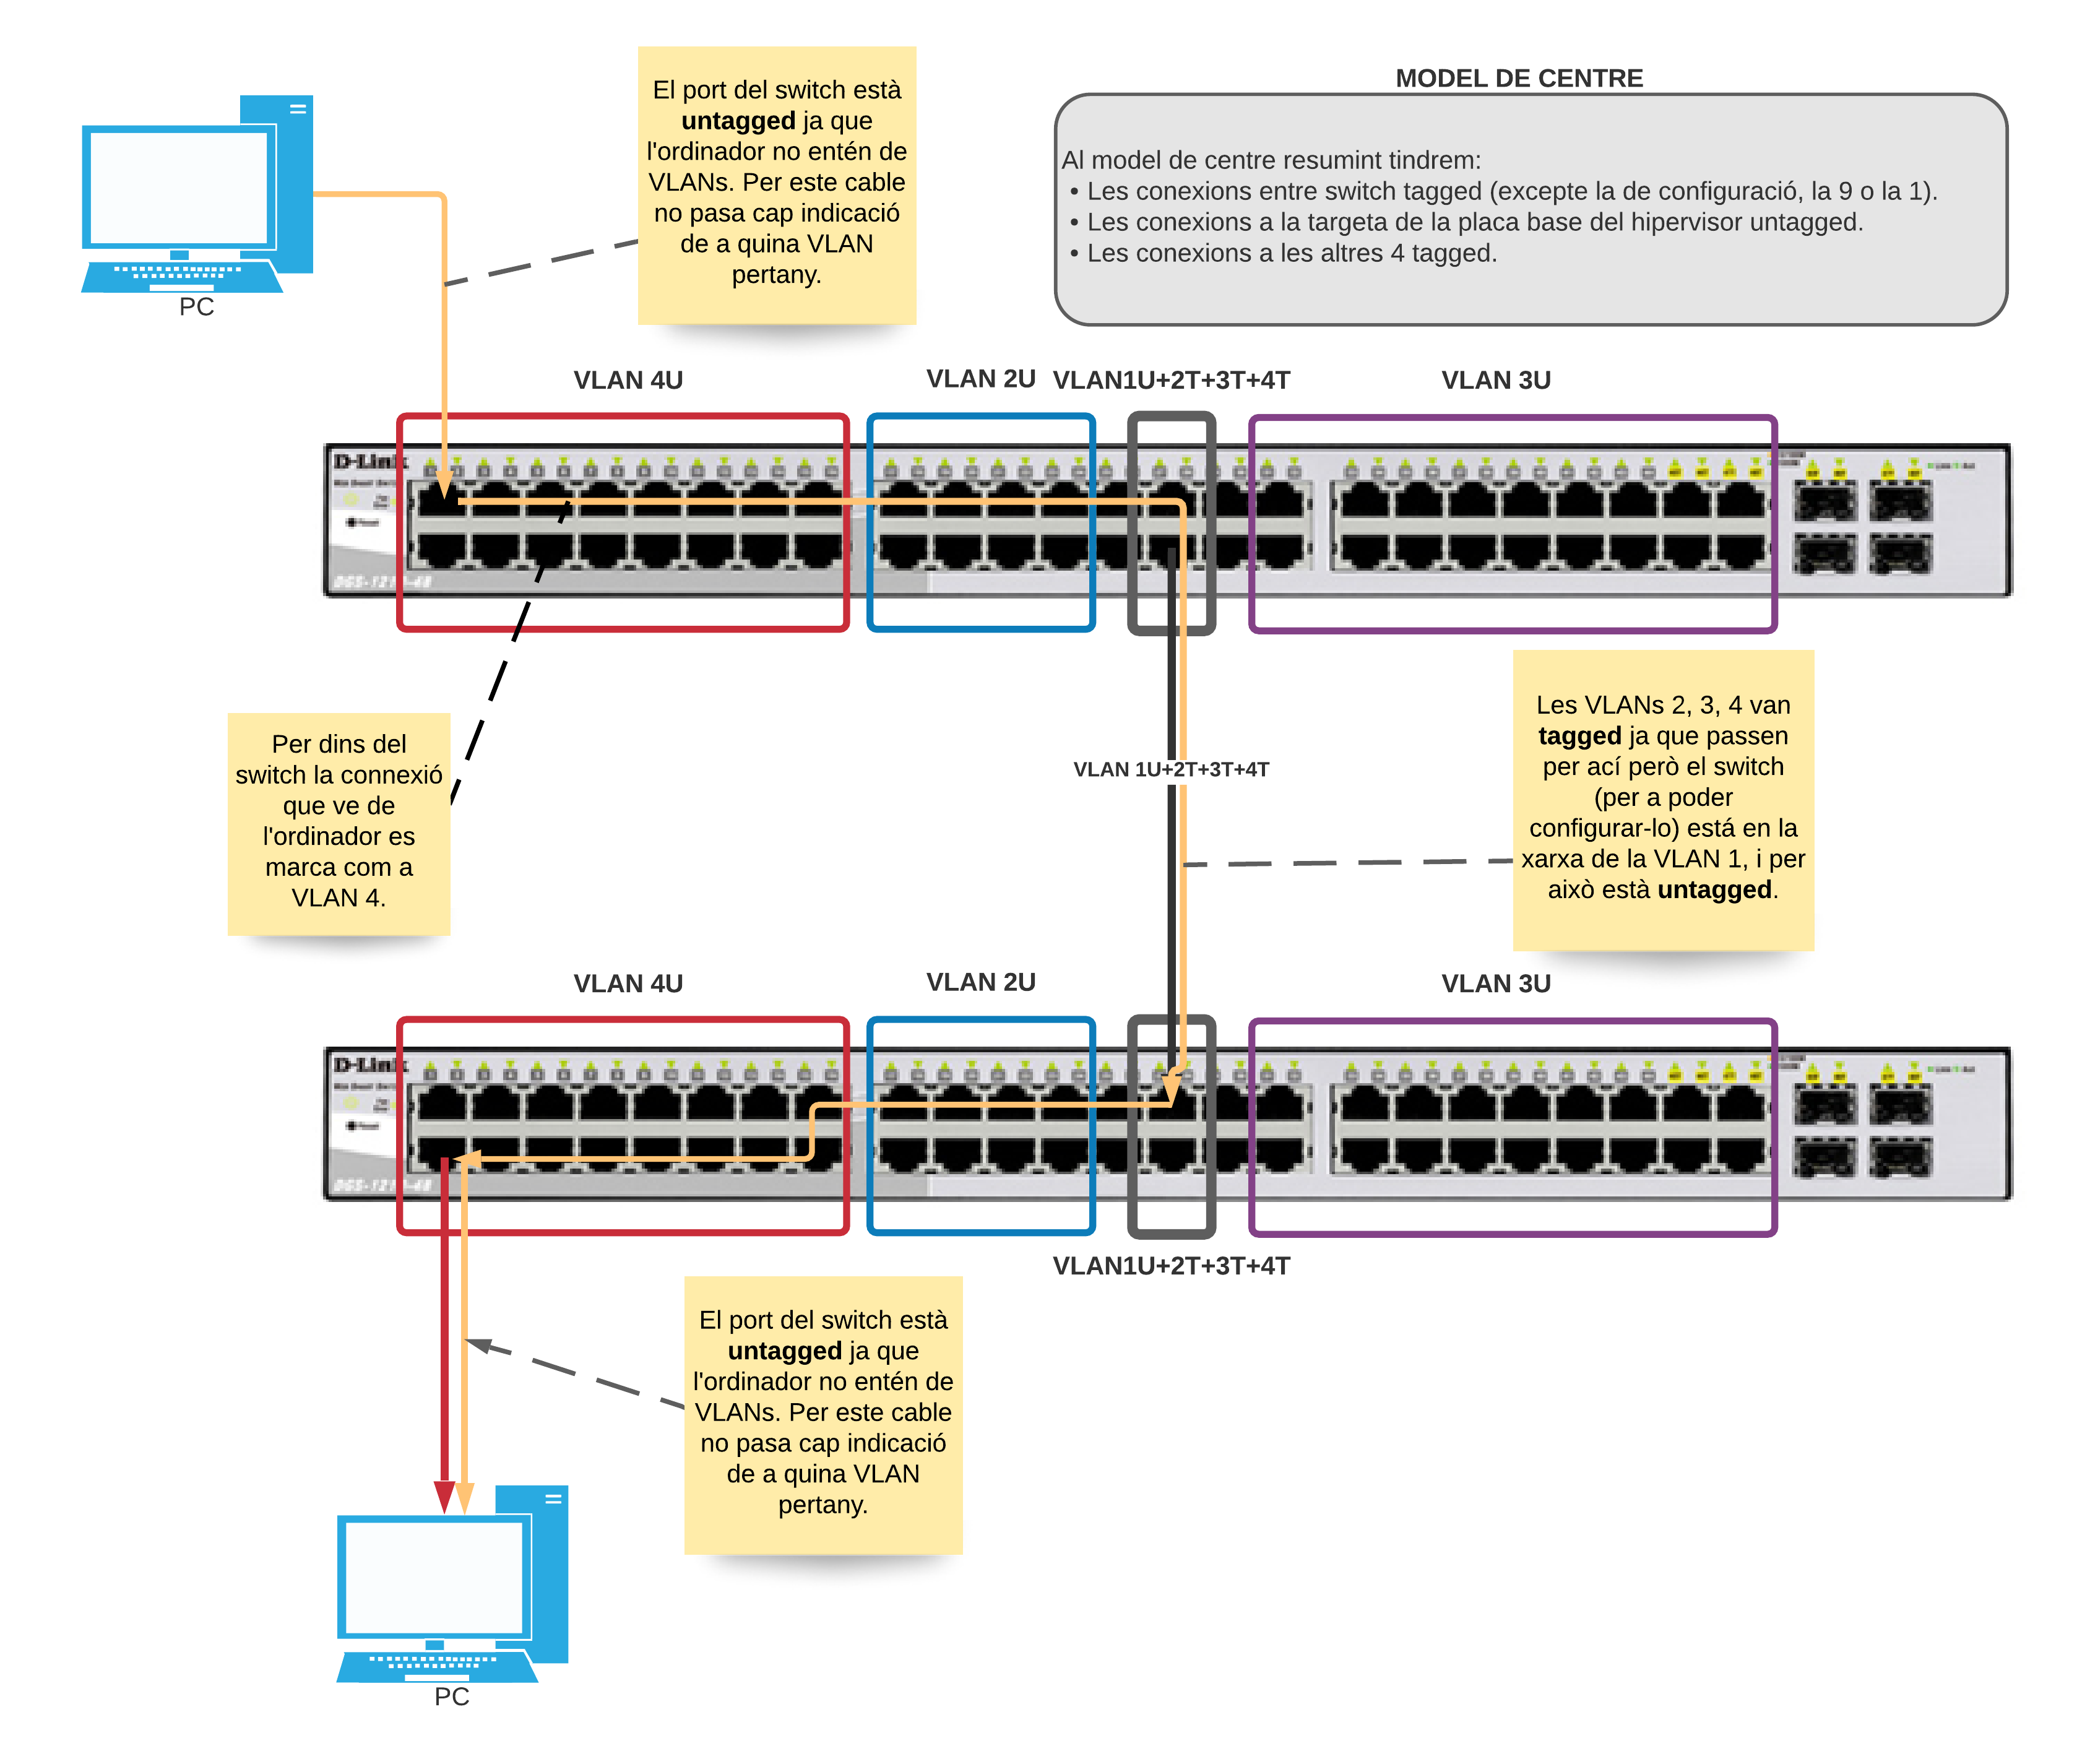 El port del switch està
untagged ja que
l'ordinador no entén de
VLANs. Per este cable
no pasa cap indicació
de a quina VLAN
pertany.
MODEL DE CENTRE
Al model de centre resumint tindrem:
• Les conexions entre switch tagged (excepte la de configuració, la 9 o la 1).
• Les conexions a la targeta de la placa base del hipervisor untagged.
• Les conexions a les altres 4 tagged.
PC
VLAN 4U
VLAN 2U
VLAN1U+2T+3T+4T
VLAN 3U
D-Link
DGS-1210-48
Per dins del
switch la connexió
que ve de
l'ordinador es
marca com a
VLAN 4.
VLAN 1U+2T+3T+4T
Les VLANs 2, 3, 4 van
tagged ja que passen
per ací però el switch
(per a poder
configurar-lo) está en la
xarxa de la VLAN 1, i per
això està untagged.
VLAN 4U
VLAN 2U
VLAN 3U
D-Link
DGS-1210-48
VLAN1U+2T+3T+4T
El port del switch està
untagged ja que
l'ordinador no entén de
VLANs. Per este cable
no pasa cap indicació
de a quina VLAN
pertany.
PC